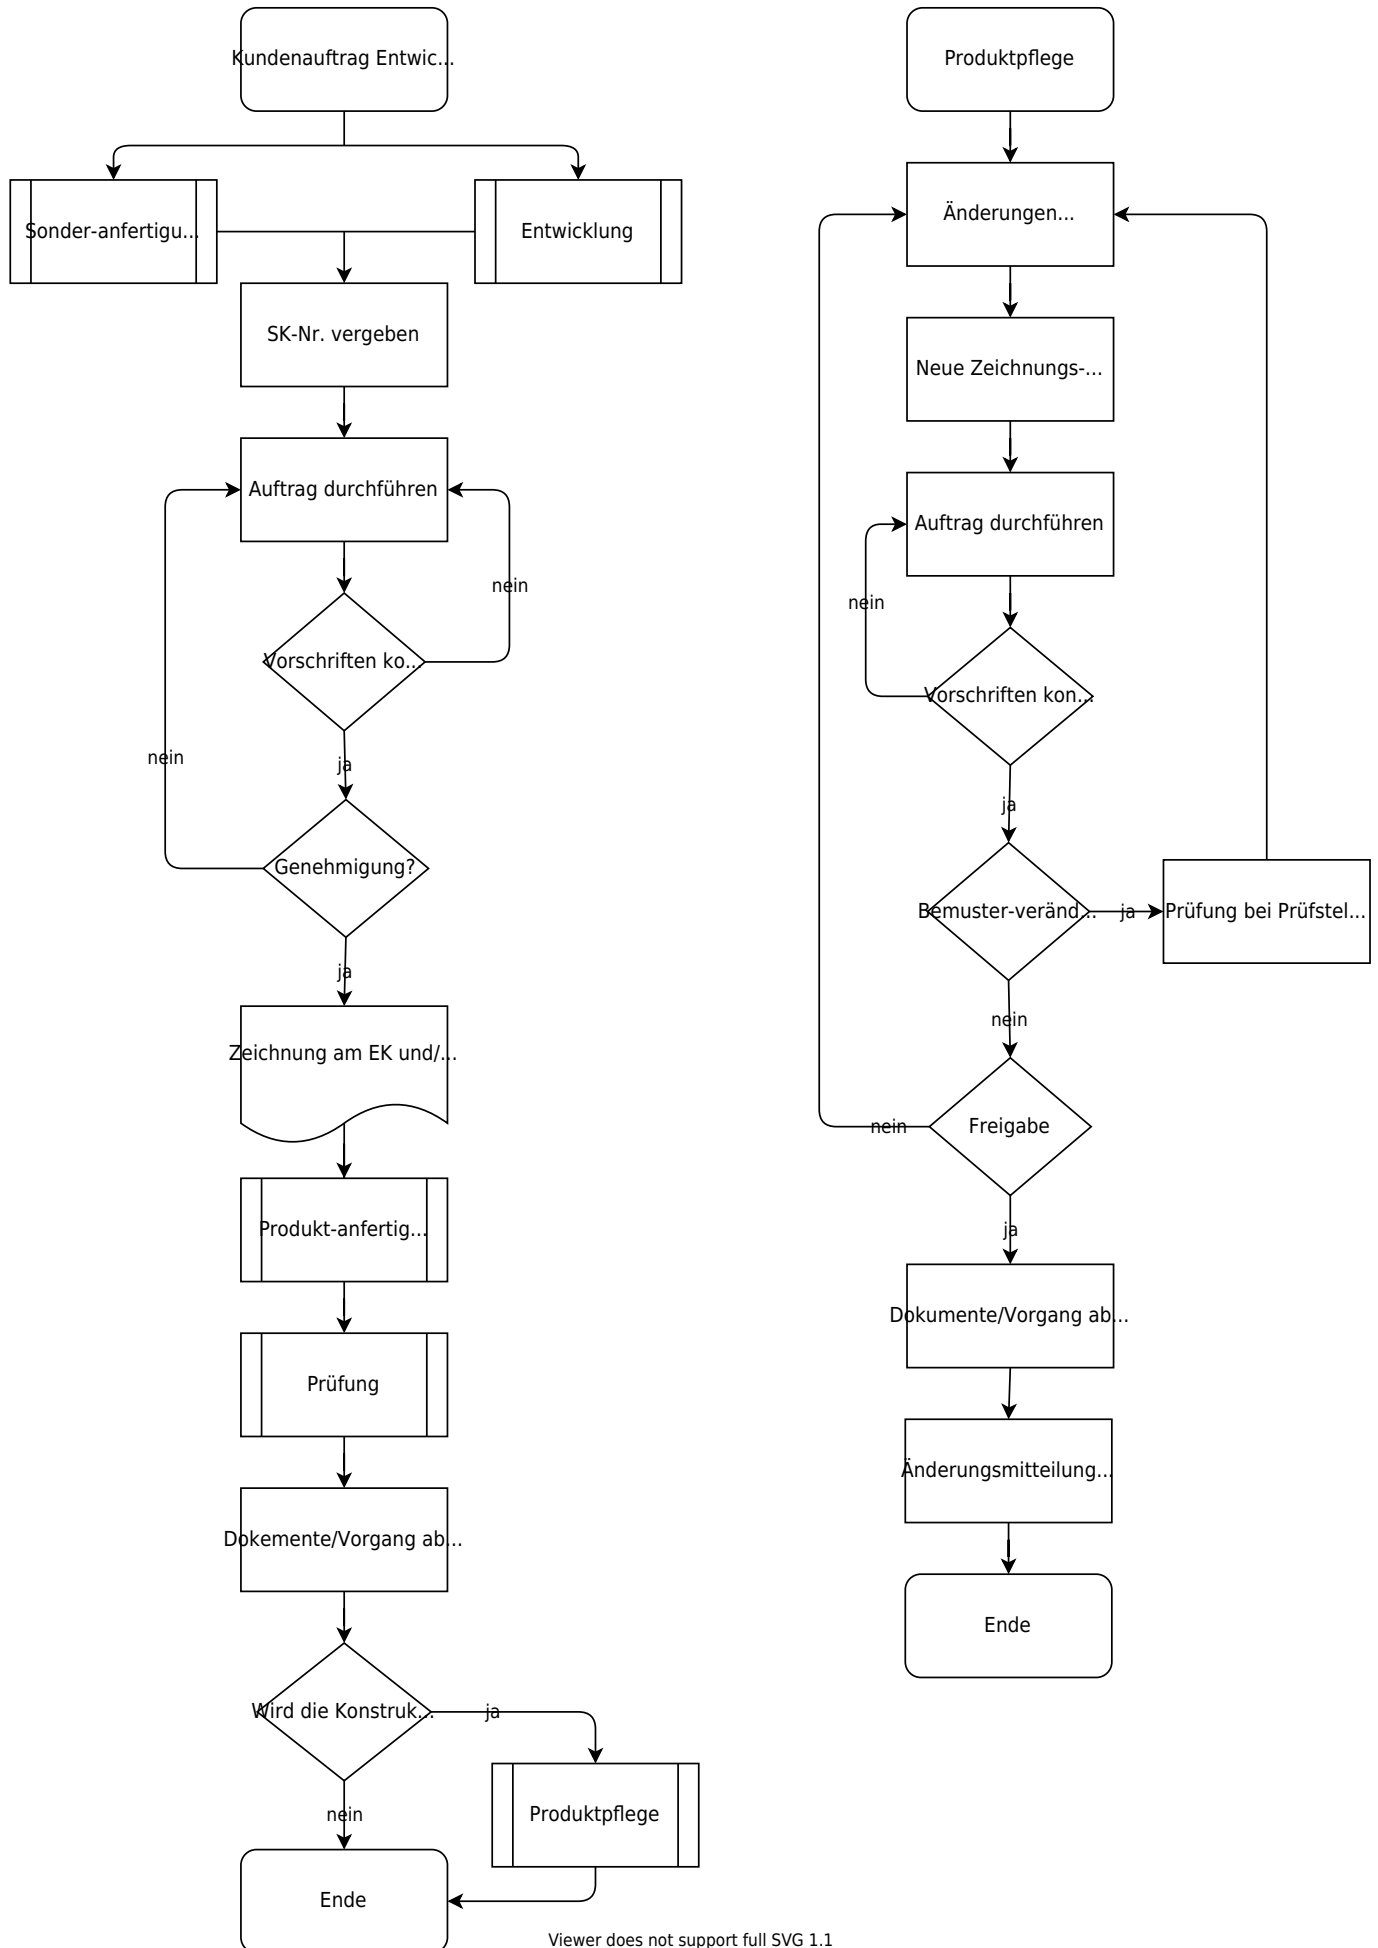 Kundenauftrag Entwic...
Sonder-anfertigu...
Entwicklung
SK-Nr. vergeben
Auftrag durchführen
nein
Vorschriften ko...
nein
ja
Genehmigung?
ja
Zeichnung am EK und/...
Produkt-anfertig...
Prüfung
Dokemente/Vorgang ab...
Wird die Konstruk...
ja
Produktpflege
nein
Ende
Produktpflege
Änderungen...
Neue Zeichnungs-...
Auftrag durchführen
nein
Vorschriften kon...
ja
Bemuster-veränd...
ja
Prüfung bei Prüfstel...
nein
Freigabe
nein
ja
Dokumente/Vorgang ab...
Änderungsmitteilung...
Ende
Viewer does not support full SVG 1.1